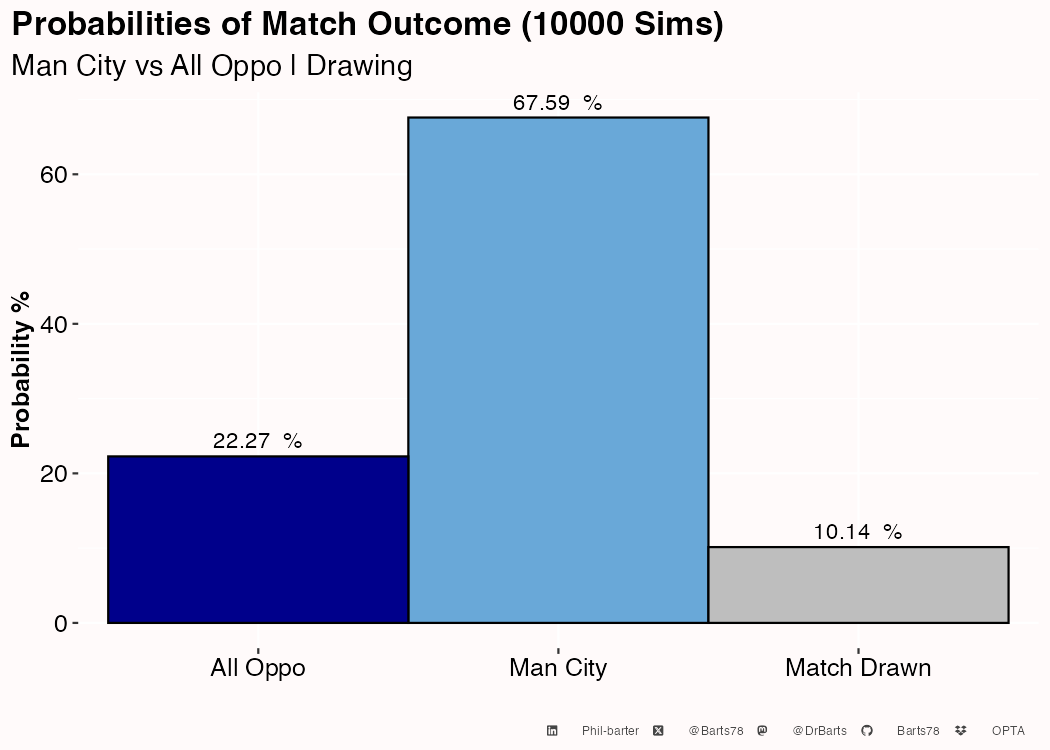 Probabilities of Match Outcome (10000 Sims)
Man City vs All Oppo | Drawing
67.59 %
60
Probability %
40
22.27 %
20
10.14 %
0
All Oppo Man City Match Drawn
Phil-barter @Barts78 @DrBarts Barts78 OPTA